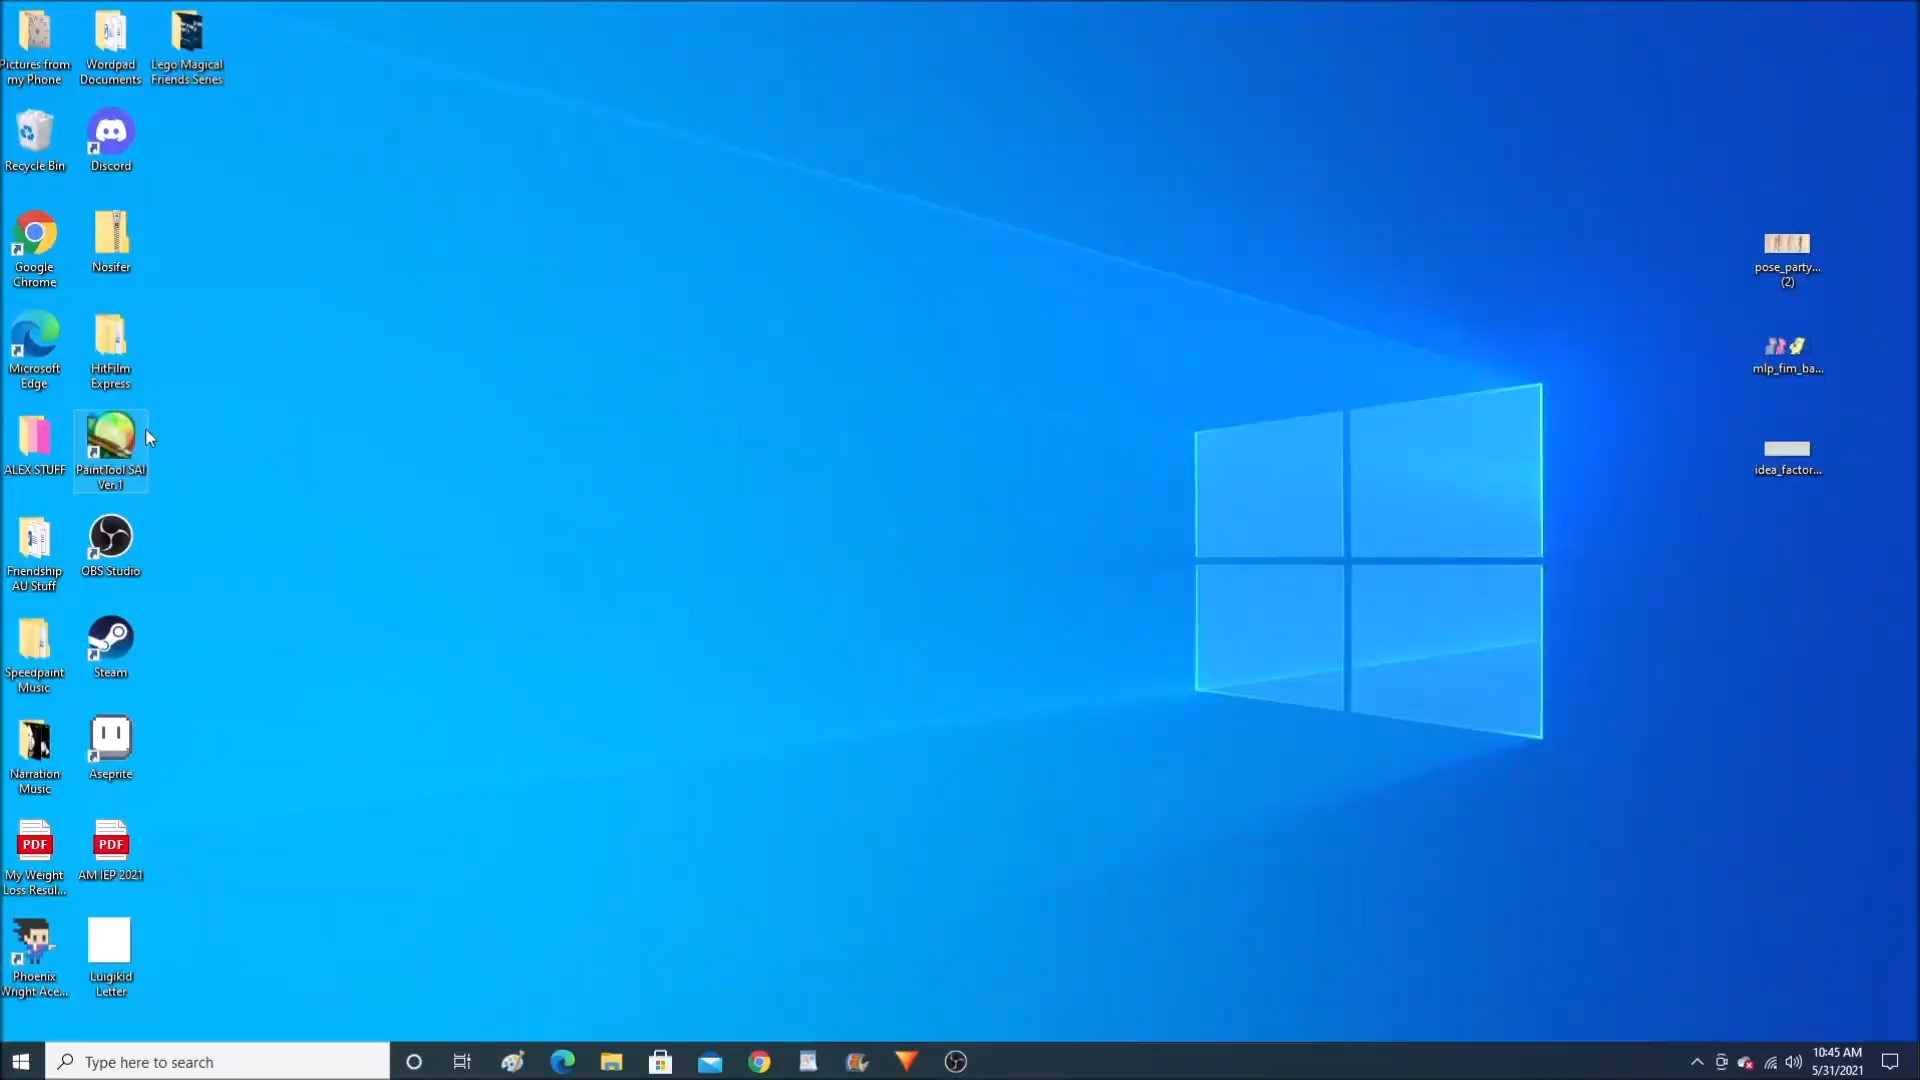 Pictures from
my Phone
Wordpad
Documents
Lego Magical
Friends Series
Recycle Bin
Discord
Google
Chrome
Nosifer
Microsoft
Edge
HitFilm
Express
ALEX STUFF
PaintTool SAI
Ver.1
Friendship
AU Stuff
OBS Studio
Speedpaint
Music
Steam
Narration
Music
Aseprite
PDF
My Weight
Loss Resul...
PDF
AM IEP 2021
Phoenix
Wright Ace...
Luigikid
Letter
pose_party...
(2)
mlp_fim_ba...
idea_factor...
Type here to search
10:45 AM
5/31/2021